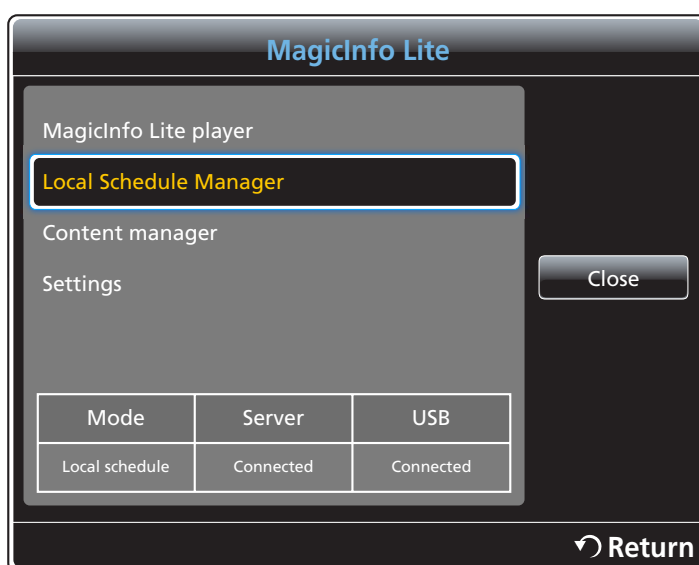 MagicInfo Lite
MagicInfo Lite player
Local Schedule Manager
Content manager
Settings
Close
Mode Server USB
Local schedule Connected Connected
Return